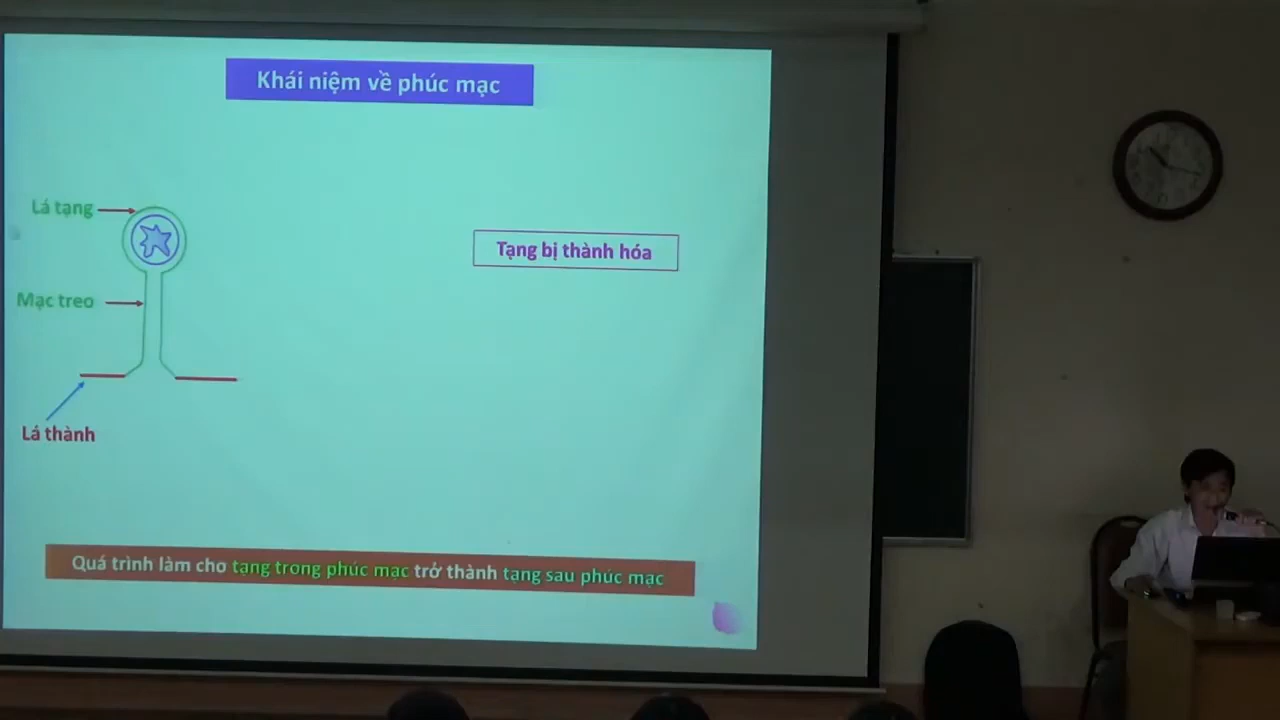 Khái niệm về phúc mạc
Lá tạng
Tạng bị thành hóa
Mạc treo
Lá thành
Quá trình làm cho tạng trong phúc mạc trở thành tạng sau phúc mạc